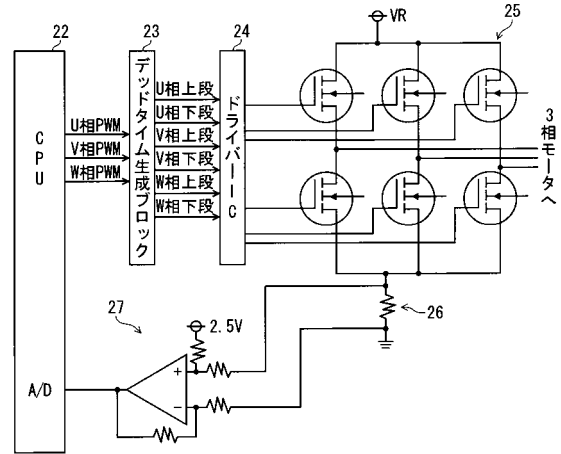 22
23
24
VR
25
CPU
U相PWM
V相PWM
W相PWM
デッドタイム生成ブロック
U相上段
U相下段
V相上段
V相下段
W相上段
W相下段
ドライバーIC
3相モータへ
26
27
2.5V
+
−
A/D